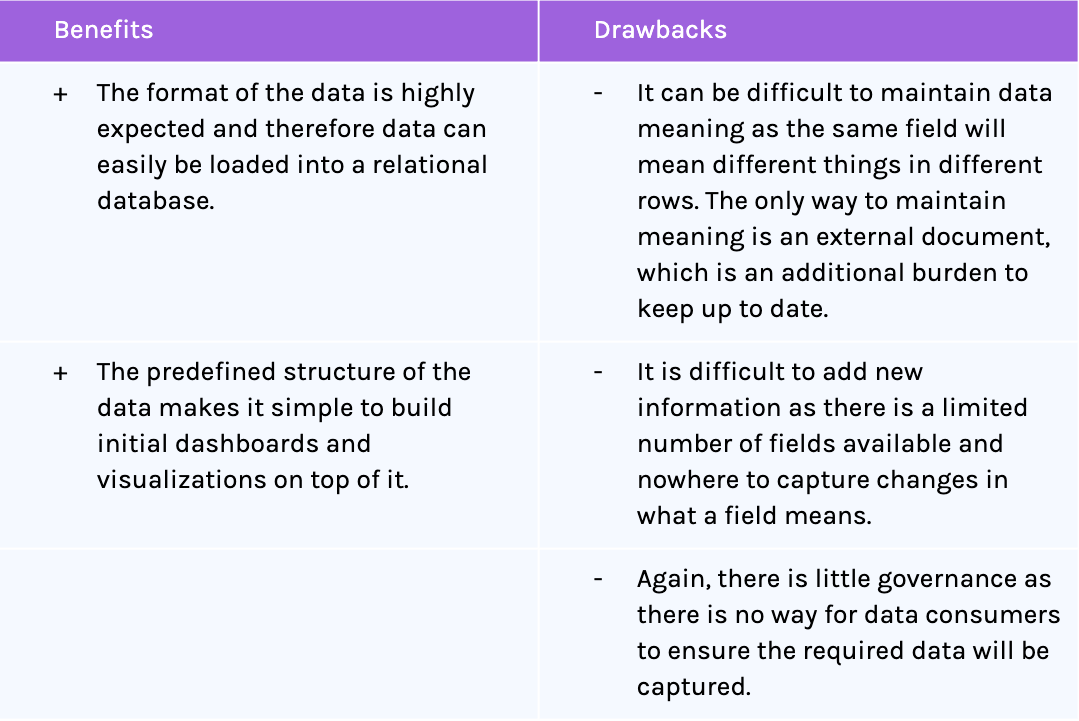 Benefits
Drawbacks
+ The format of the data is highly
expected and therefore data can
easily be loaded into a relational
database.
- It can be difficult to maintain data
meaning as the same field will
mean different things in different
rows. The only way to maintain
meaning is an external document,
which is an additional burden to
keep up to date.
+ The predefined structure of the
data makes it simple to build
initial dashboards and
visualizations on top of it.
- It is difficult to add new
information as there is a limited
number of fields available and
nowhere to capture changes in
what a field means.
- Again, there is little governance as
there is no way for data consumers
to ensure the required data will be
captured.